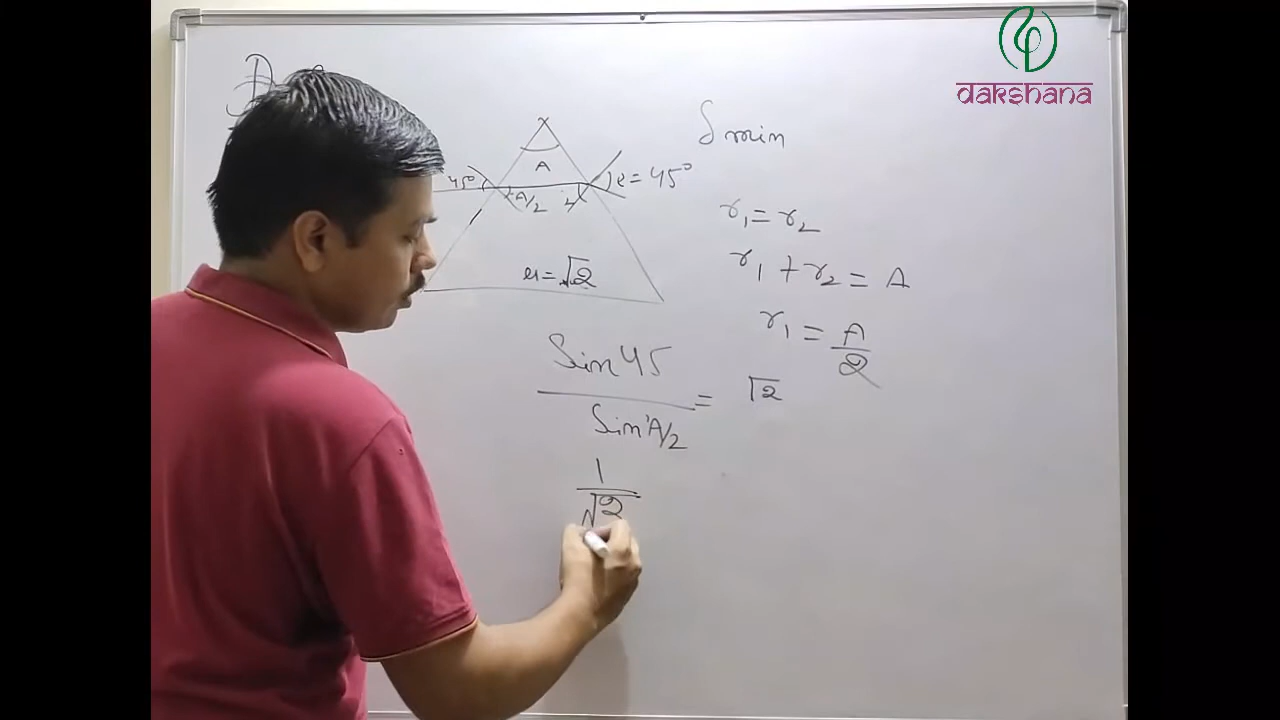 dakshana
δ min
A
45°
A/2
e = 45°
μ = √2
r₁ = r₂
r₁ + r₂ = A
r₁ = A/2
Sin 45 / Sin A/2 = √2
1/√2